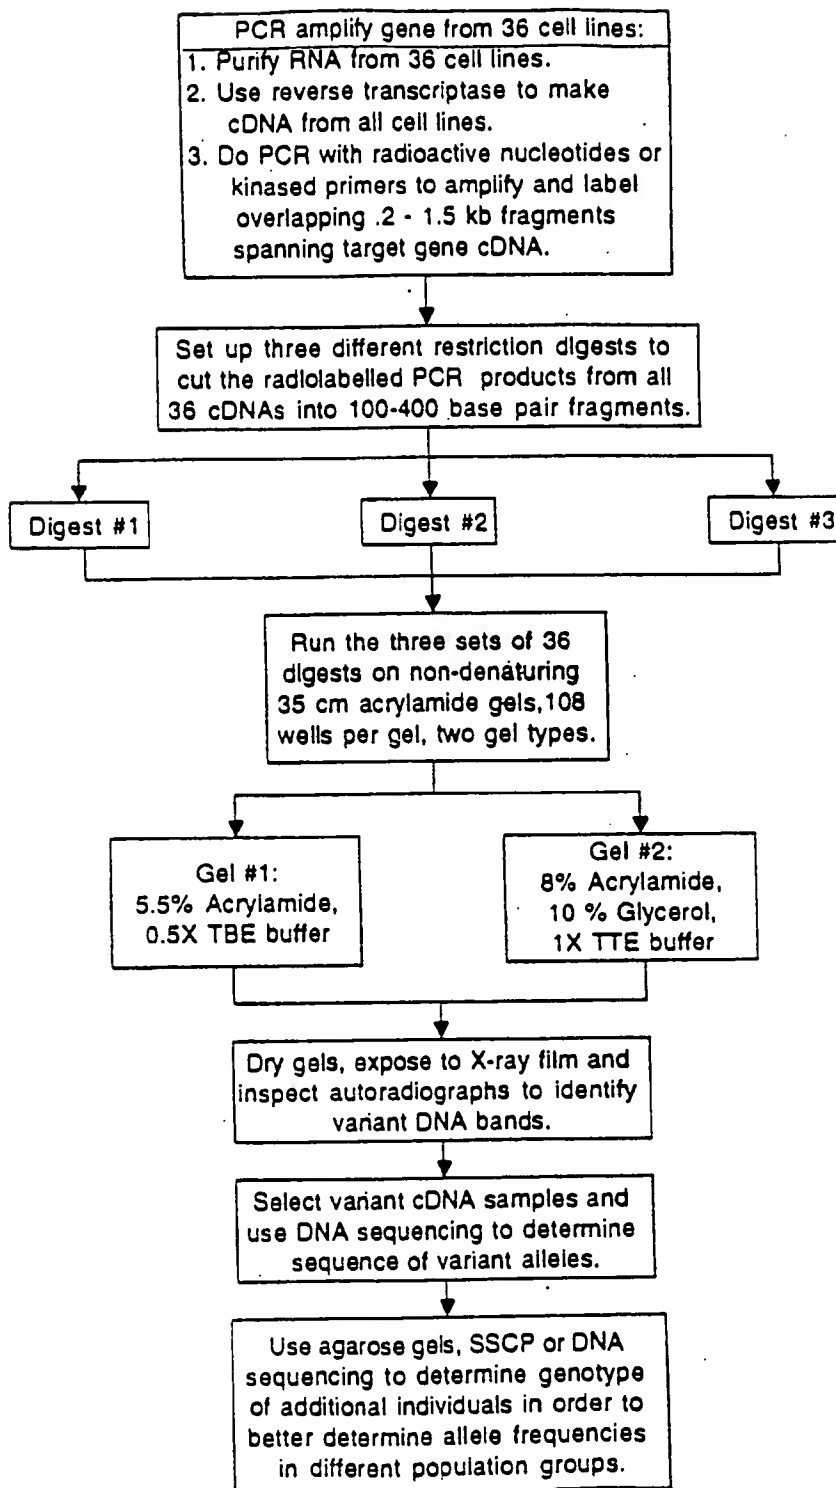 PCR amplify gene from 36 cell lines:
1. Purify RNA from 36 cell lines.
2. Use reverse transcriptase to make
cDNA from all cell lines.
3. Do PCR with radioactive nucleotides or
kinased primers to amplify and label
overlapping .2 - 1.5 kb fragments
spanning target gene cDNA.
Set up three different restriction digests to
cut the radiolabelled PCR products from all
36 cDNAs into 100-400 base pair fragments.
Digest #1
Digest #2
Digest #3
Run the three sets of 36
digests on non-denaturing
35 cm acrylamide gels,108
wells per gel, two gel types.
Gel #1:
5.5% Acrylamide,
0.5X TBE buffer
Gel #2:
8% Acrylamide,
10 % Glycerol,
1X TTE buffer
Dry gels, expose to X-ray film and
inspect autoradiographs to identify
variant DNA bands.
Select variant cDNA samples and
use DNA sequencing to determine
sequence of variant alleles.
Use agarose gels, SSCP or DNA
sequencing to determine genotype
of additional individuals in order to
better determine allele frequencies
in different population groups.